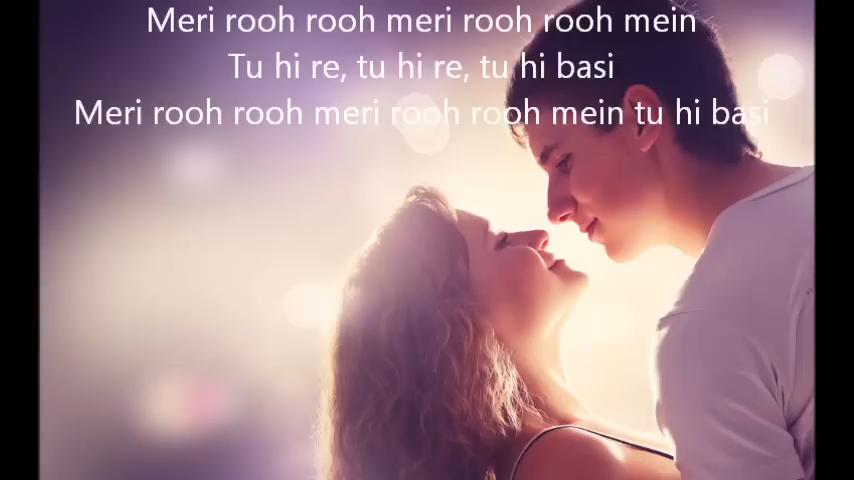 Meri rooh rooh meri rooh rooh mein
Tu hi re, tu hi re, tu hi basi
Meri rooh rooh meri rooh rooh mein tu hi basi